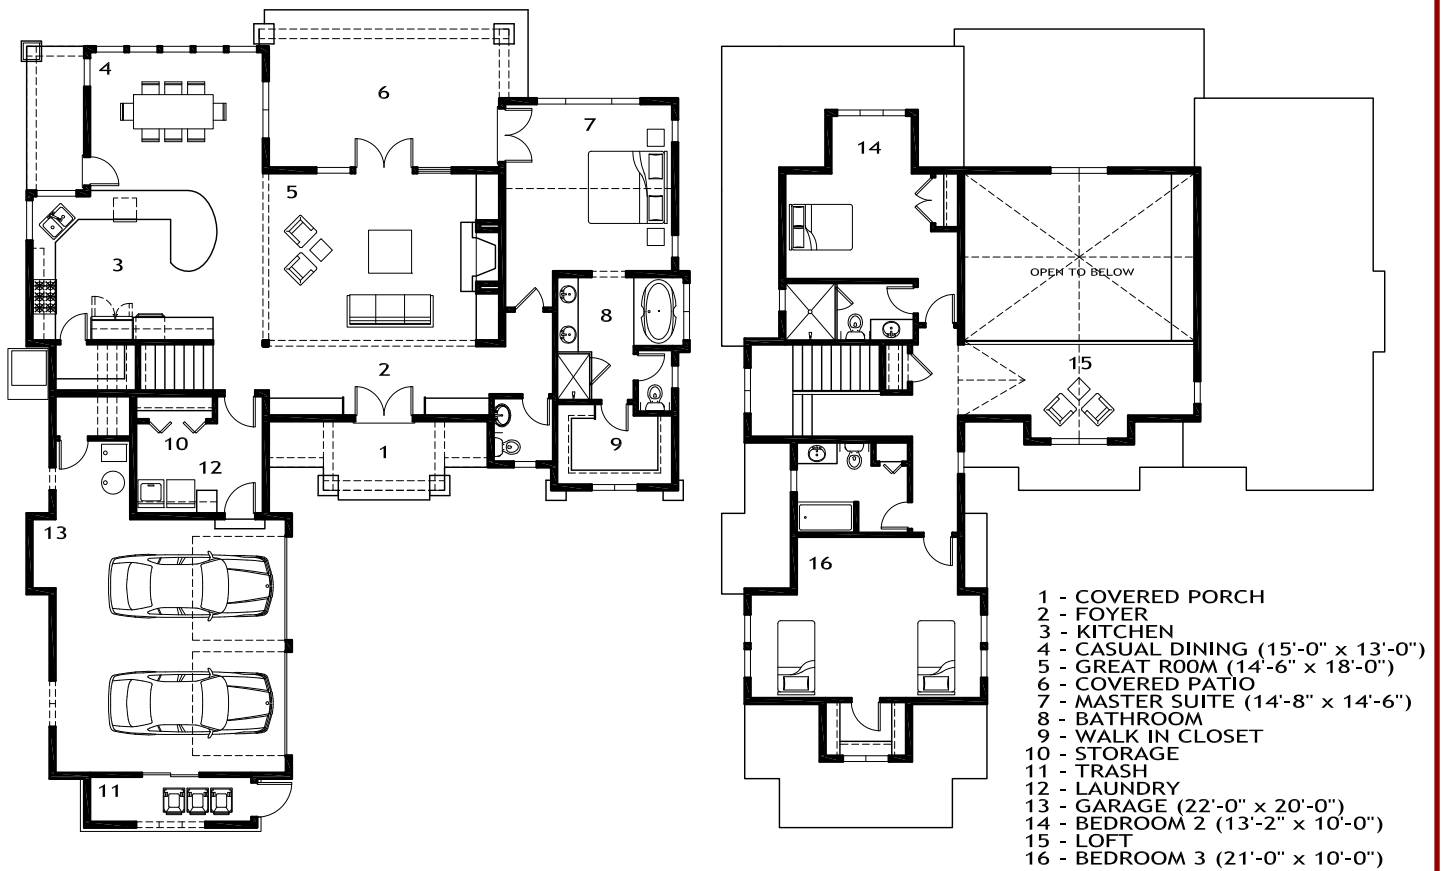 6
4
7
14
5
3
OPEN TO BELOW
8
2
15
10
12
1
9
13
16
11
1 - COVERED PORCH
2 - FOYER
3 - KITCHEN
4 - CASUAL DINING (15'-0" x 13'-0")
5 - GREAT R00M (14'-6" x 18'-0")
6 - COVERED PATIO
7 - MASTER SUITE (14'-8" x 14'-6")
8 - BATHROOM
9 - WALK IN CLOSET
10 - STORAGE
11 - TRASH
12 - LAUNDRY
13 - GARAGE (22'-0" x 20'-0")
14 - BEDROOM 2 (13'-2" x 10'-0")
15 - LOFT
16 - BEDROOM 3 (21'-0" x 10'-0")